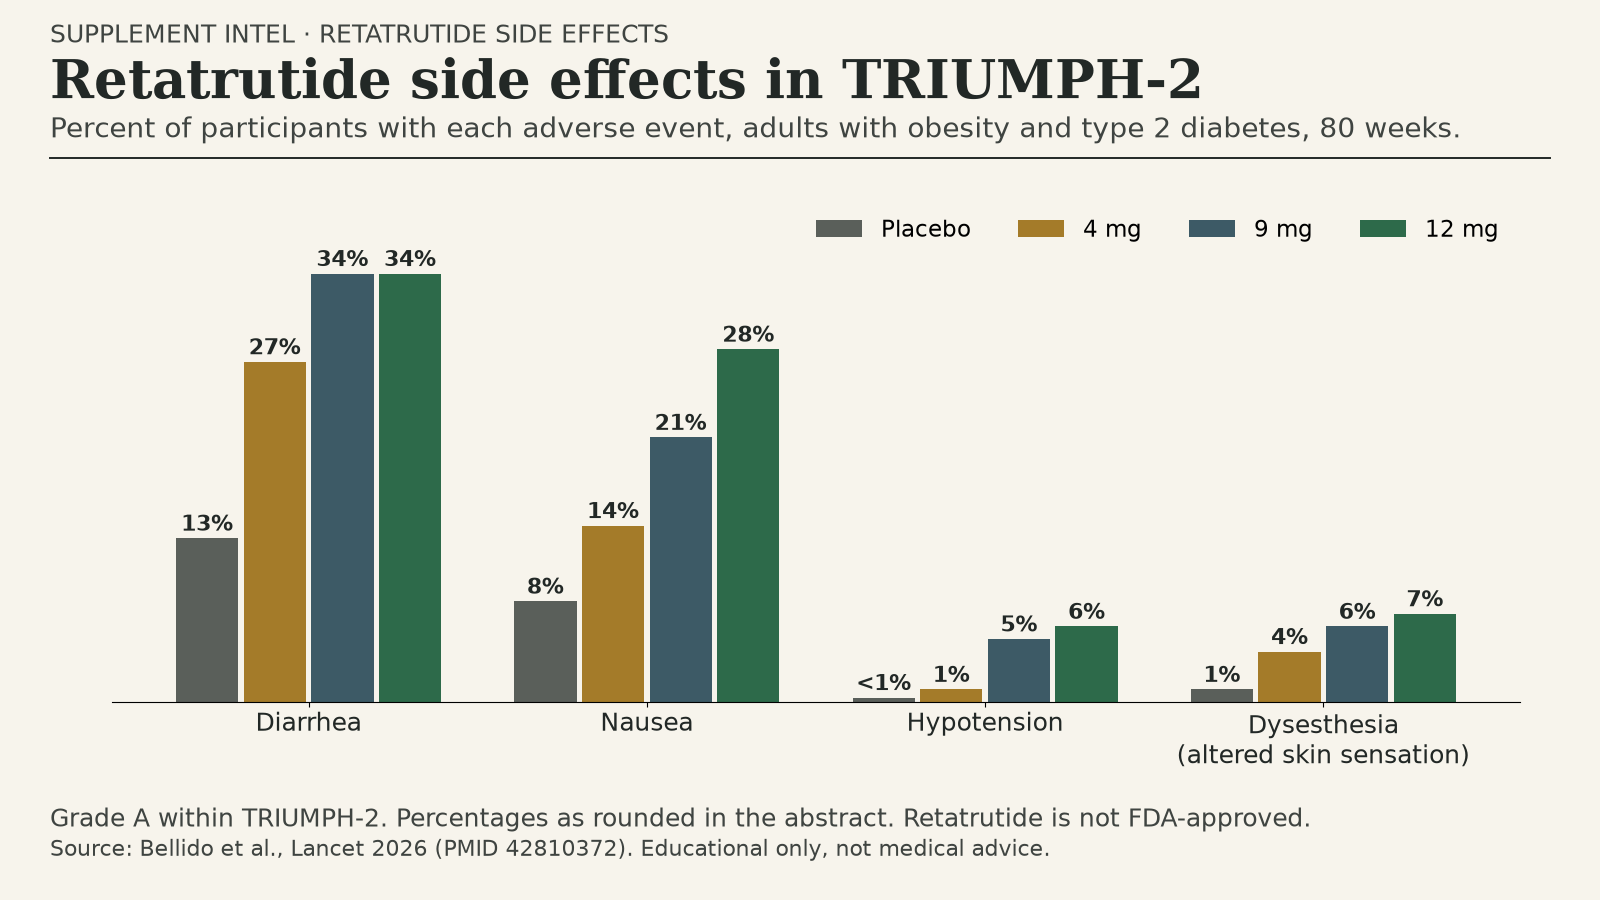 SUPPLEMENT INTEL · RETATRUTIDE SIDE EFFECTS
Retatrutide side effects in TRIUMPH-2
Percent of participants with each adverse event, adults with obesity and type 2 diabetes, 80 weeks.
Placebo 4 mg 9 mg 12 mg
13% 27% 34% 34%
8% 14% 21% 28%
<1% 1% 5% 6%
1% 4% 6% 7%
Diarrhea Nausea Hypotension Dysesthesia
(altered skin sensation)
Grade A within TRIUMPH-2. Percentages as rounded in the abstract. Retatrutide is not FDA-approved.
Source: Bellido et al., Lancet 2026 (PMID 42810372). Educational only, not medical advice.